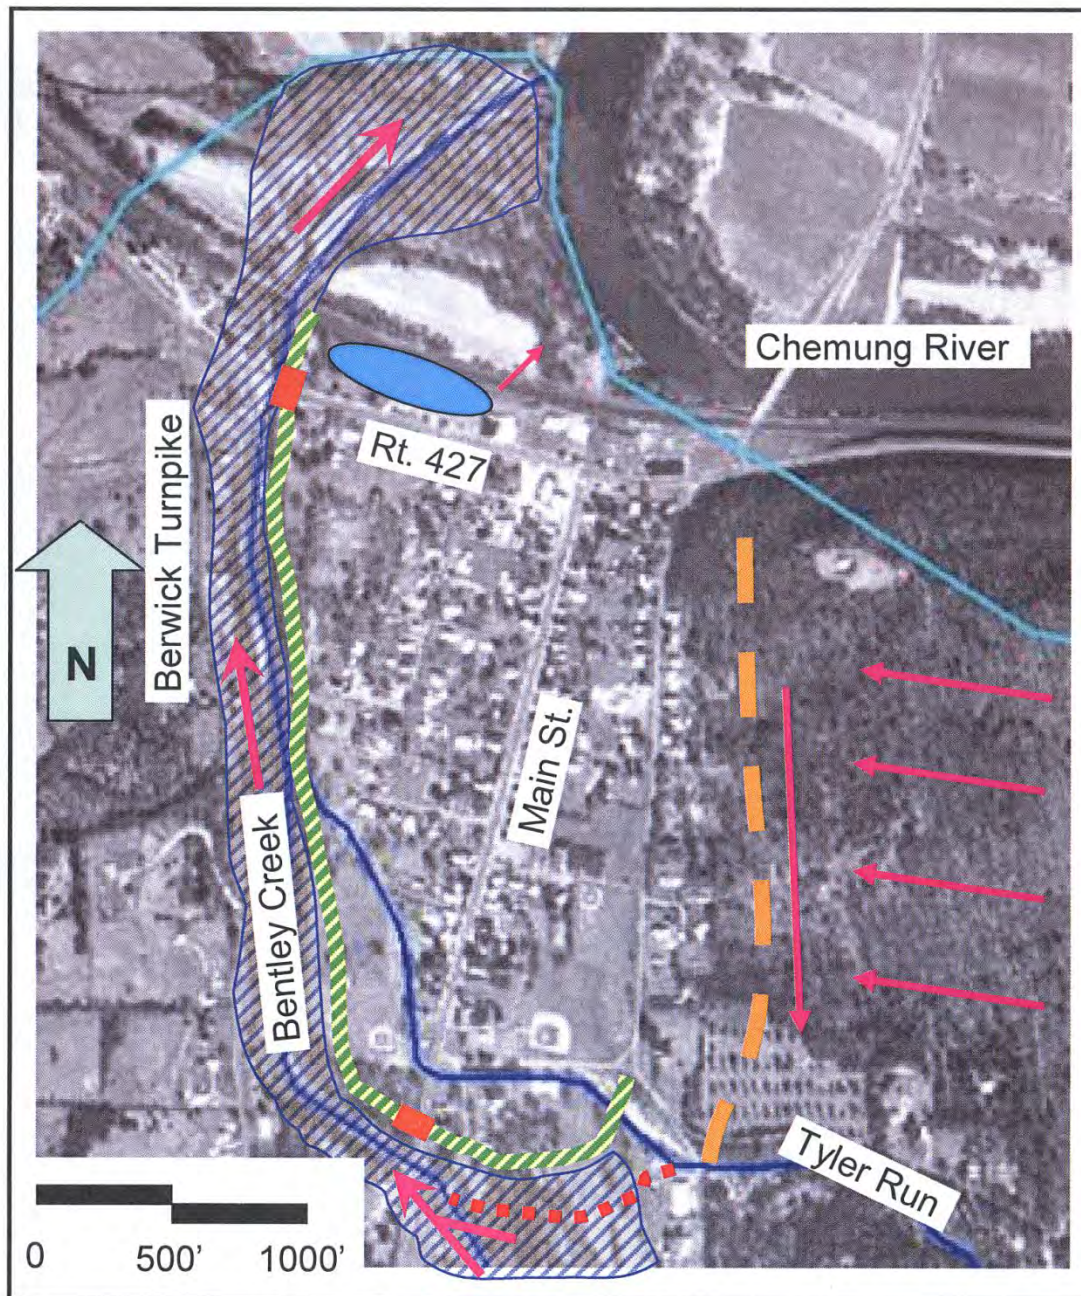 Chemung River
Rt. 427
Berwick Turnpike
N
Main St.
Bentley Creek
Tyler Run
0 500' 1000'